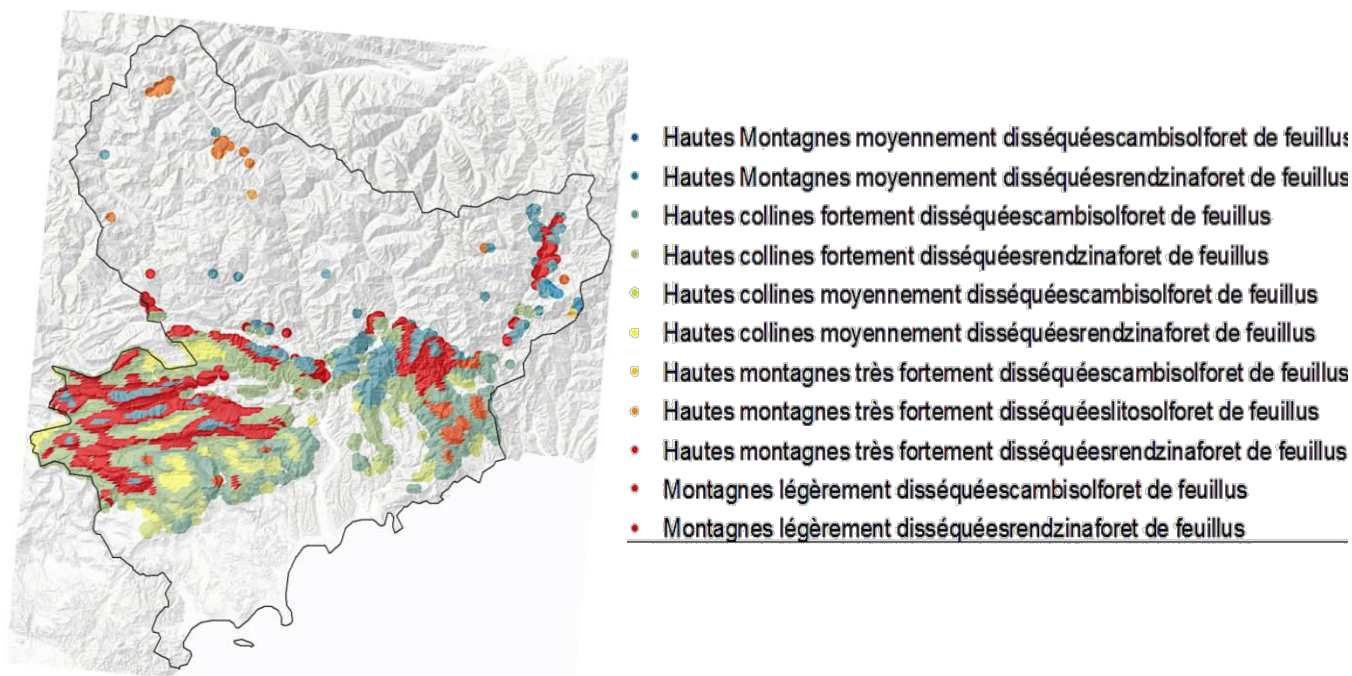 Hautes Montagnes moyennement disséquéescambisolforet de feuillus
Hautes Montagnes moyennement disséquéesrendzinaforet de feuillus
Hautes collines fortement disséquéescambisolforet de feuillus
Hautes collines fortement disséquéesrendzinaforet de feuillus
Hautes collines moyennement disséquéescambisolforet de feuillus
Hautes collines moyennement disséquéesrendzinaforet de feuillus
Hautes montagnes très fortement disséquéescambisolforet de feuillus
Hautes montagnes très fortement disséquéeslitosolforet de feuillus
Hautes montagnes très fortement disséquéesrendzinaforet de feuillus
Montagnes légèrement disséquéescambisolforet de feuillus
Montagnes légèrement disséquéesrendzinaforet de feuillus